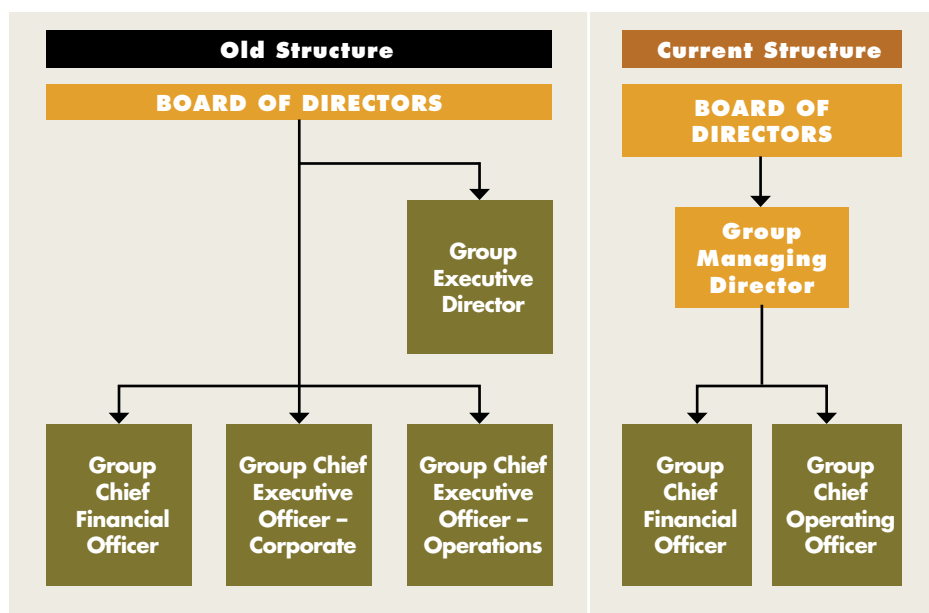 Old Structure
BOARD OF DIRECTORS
Group
Executive
Director
Group
Chief
Financial
Officer
Group Chief
Executive
Officer –
Corporate
Group Chief
Executive
Officer –
Operations
Current Structure
BOARD OF
DIRECTORS
Group
Managing
Director
Group
Chief
Financial
Officer
Group
Chief
Operating
Officer